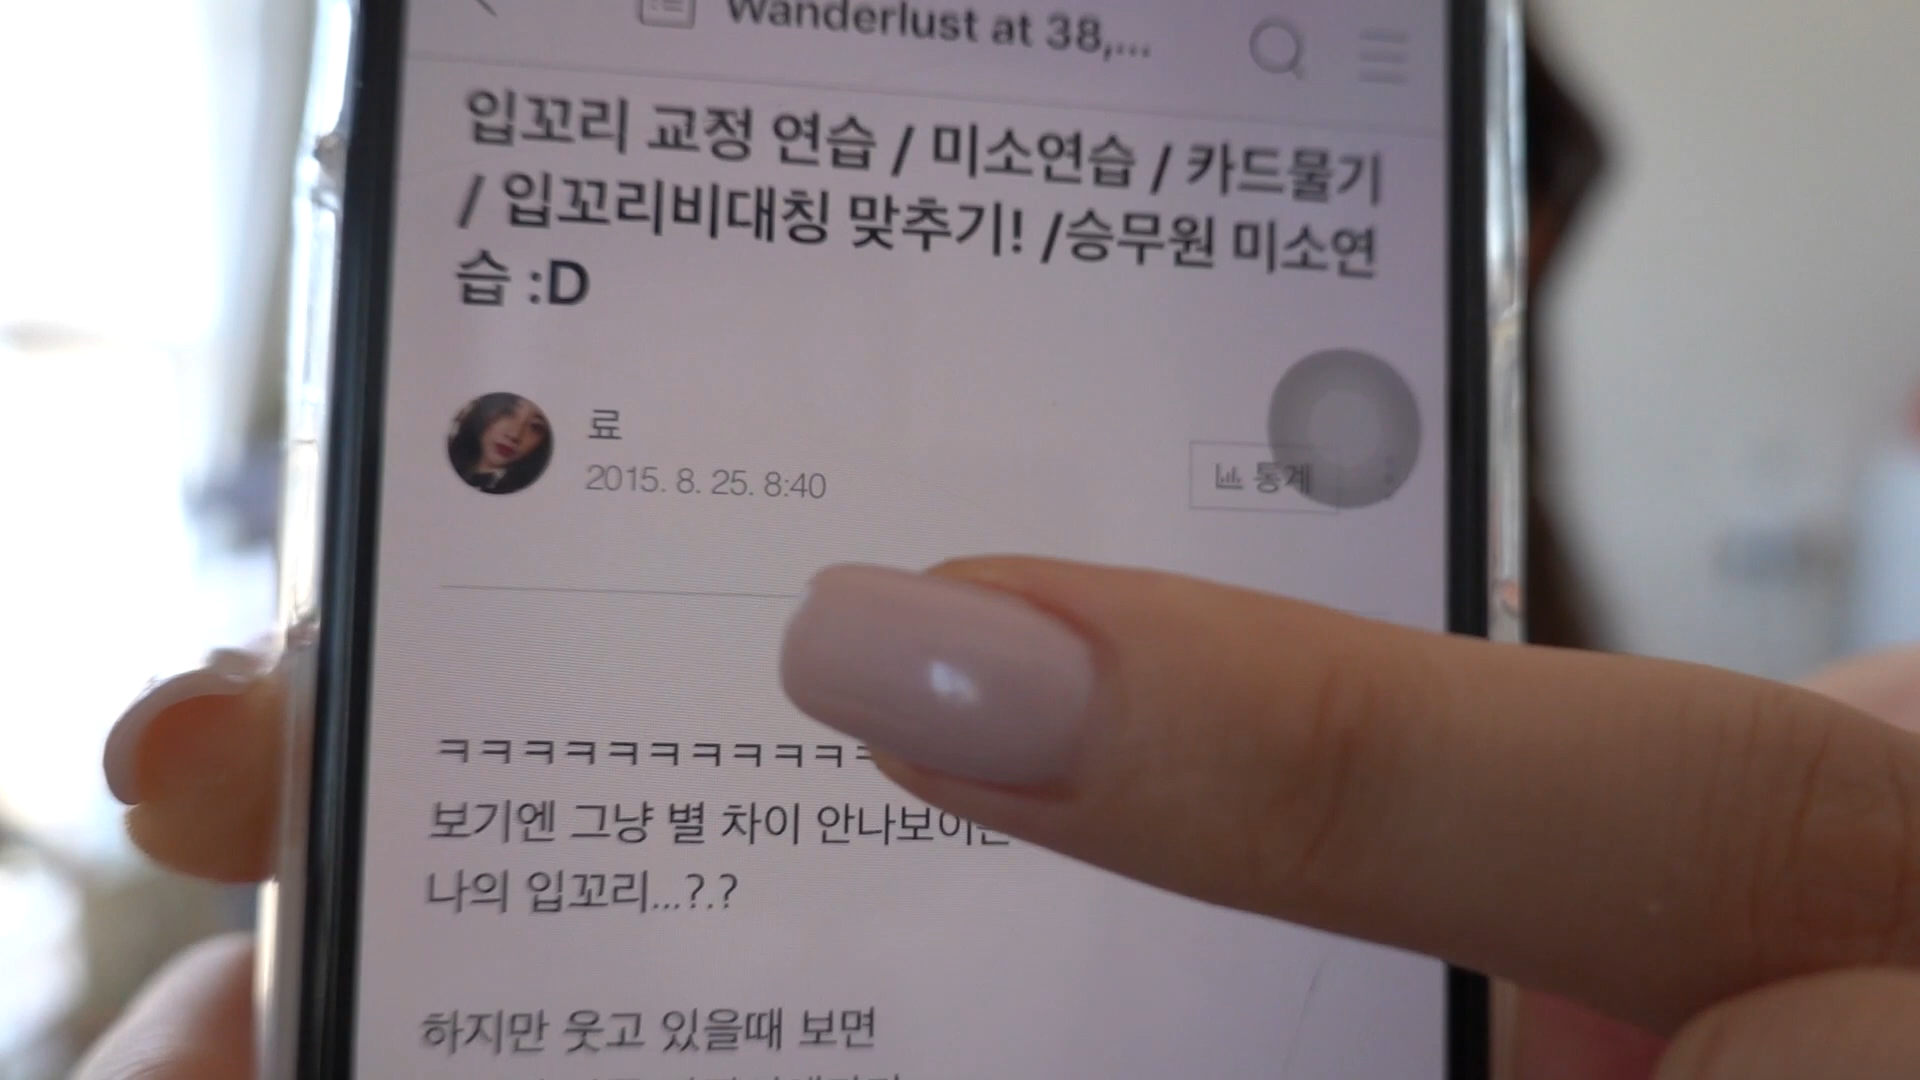 Wanderlust at 38,...
입꼬리 교정 연습 / 미소연습 / 카드물기
/ 입꼬리비대칭 맞추기! /승무원 미소연
습 :D
료
2015. 8. 25. 8:40
통계
ㅋㅋㅋㅋㅋㅋㅋㅋㅋㅋ
보기엔 그냥 별 차이 안나보이는
나의 입꼬리...?.?
하지만 웃고 있을때 보면